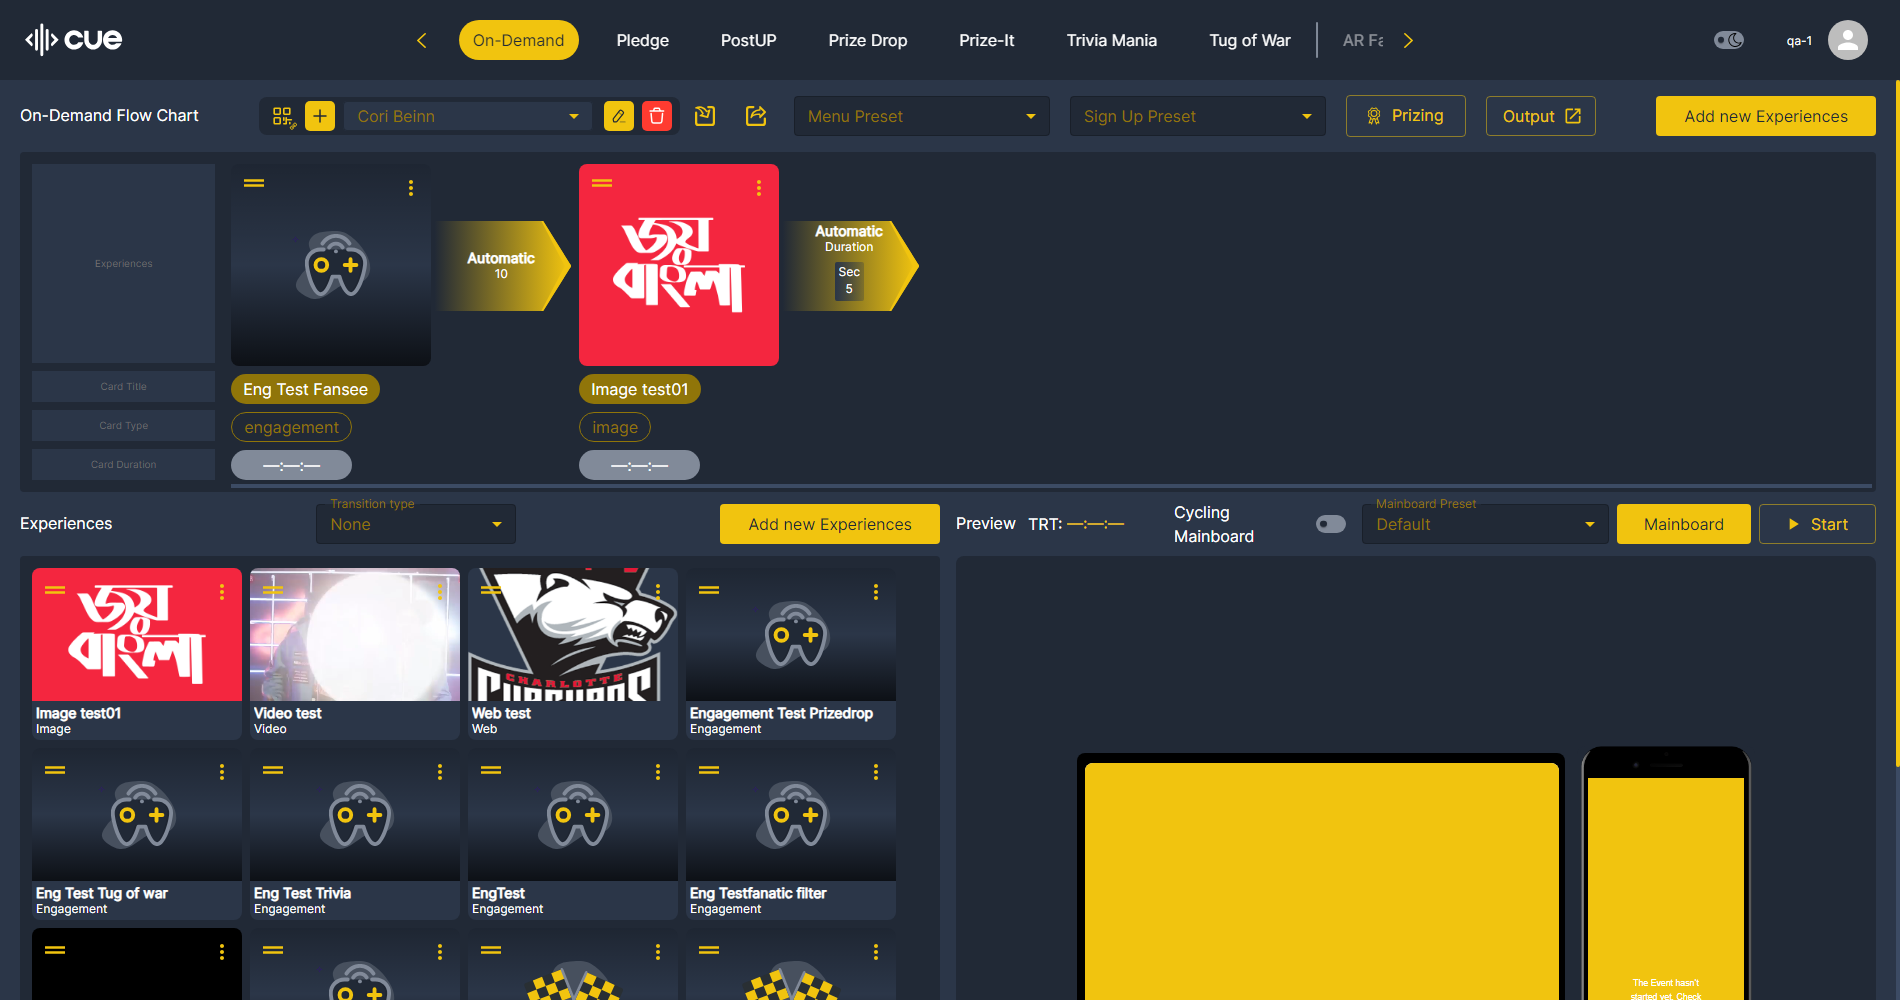 cue
On-Demand
Pledge
PostUP
Prize Drop
Prize-It
Trivia Mania
Tug of War
AR Fa
qa-1
On-Demand Flow Chart
Cori Beinn
Menu Preset
Sign Up Preset
Prizing
Output
Add new Experiences
Experiences
Automatic
10
জয়
বাংলা
Automatic
Duration
Sec
5
Card Title
Eng Test Fansee
Image test01
Card Type
engagement
image
Card Duration
—:—:—
—:—:—
Experiences
Transition type
None
Add new Experiences
Preview
TRT: —:—:—
Cycling
Mainboard
Mainboard Preset
Default
Mainboard
Start
জয়
বাংলা
CHARLOTTE
Image test01
Image
Video test
Video
Web test
Web
Engagement Test Prizedrop
Engagement
Eng Test Tug of war
Engagement
Eng Test Trivia
Engagement
EngTest
Engagement
Eng Testfanatic filter
Engagement
The Event hasn't
started yet. Check